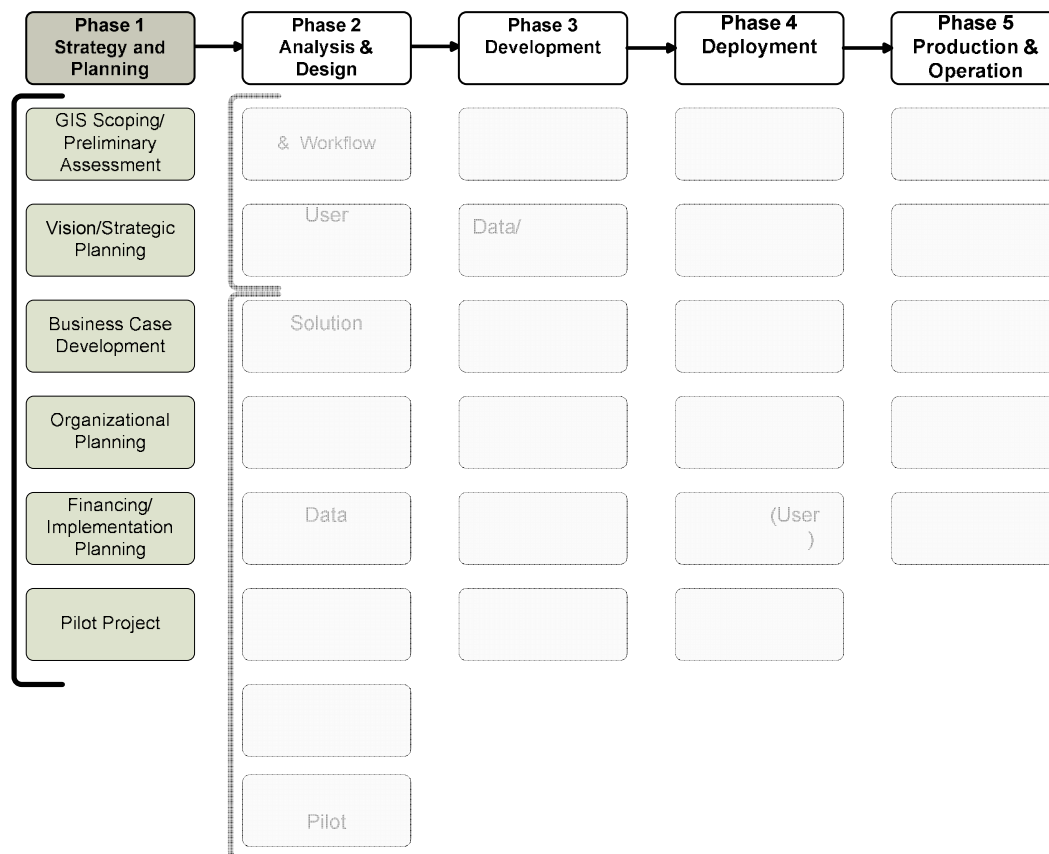 Phase 1
Strategy and
Planning
Phase 2
Analysis &
Design
Phase 3
Development
Phase 4
Deployment
Phase 5
Production &
Operation
GIS Scoping/
Preliminary
Assessment
Vision/Strategic
Planning
Business Case
Development
Organizational
Planning
Financing/
Implementation
Planning
Pilot Project
& Workflow
User
Solution
Data
Pilot
Data/
(User
)